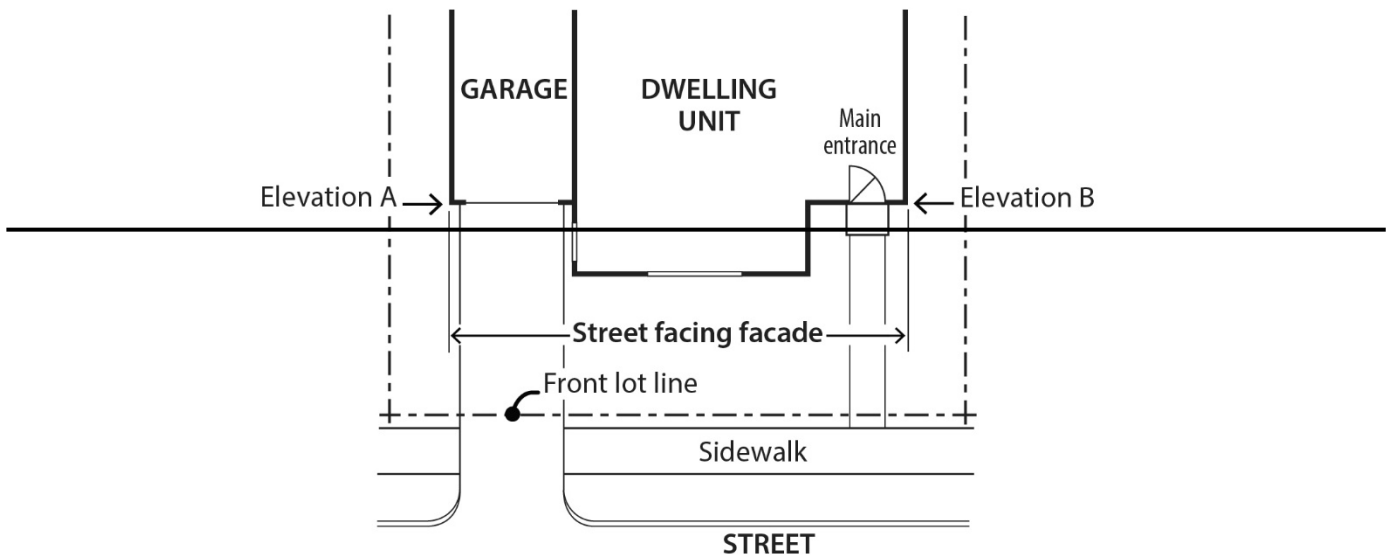 GARAGE
DWELLING
UNIT
Main
entrance
Elevation A
Elevation B
Street facing facade
Front lot line
Sidewalk
STREET